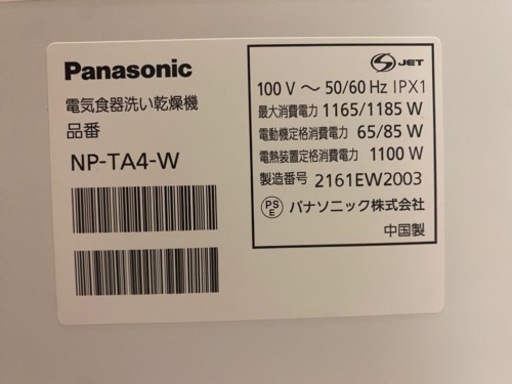 Panasonic
電気食器洗い乾燥機
品番
NP-TA4-W
S JET
100 V ～ 50/60 Hz IPX1
最大消費電力 1165/1185 W
電動機定格消費電力 65/85 W
電熱装置定格消費電力 1100 W
製造番号 2161EW2003
PS E パナソニック株式会社
中国製